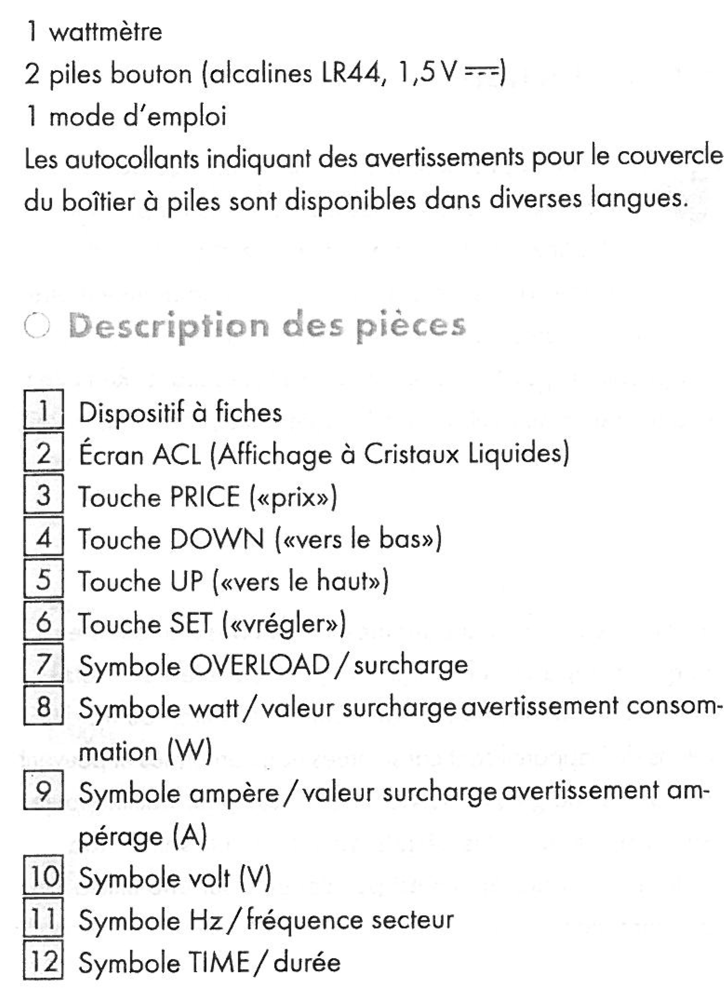 1 wattmètre
2 piles bouton (alcalines LR44, 1,5 V ⎓)
1 mode d’emploi
Les autocollants indiquant des avertissements pour le couvercle
du boîtier à piles sont disponibles dans diverses langues.
○ Description des pièces
1 Dispositif à fiches
2 Écran ACL (Affichage à Cristaux Liquides)
3 Touche PRICE («prix»)
4 Touche DOWN («vers le bas»)
5 Touche UP («vers le haut»)
6 Touche SET («vrégler»)
7 Symbole OVERLOAD / surcharge
8 Symbole watt / valeur surcharge avertissement consom-
mation (W)
9 Symbole ampère / valeur surcharge avertissement am-
pérage (A)
10 Symbole volt (V)
11 Symbole Hz / fréquence secteur
12 Symbole TIME / durée